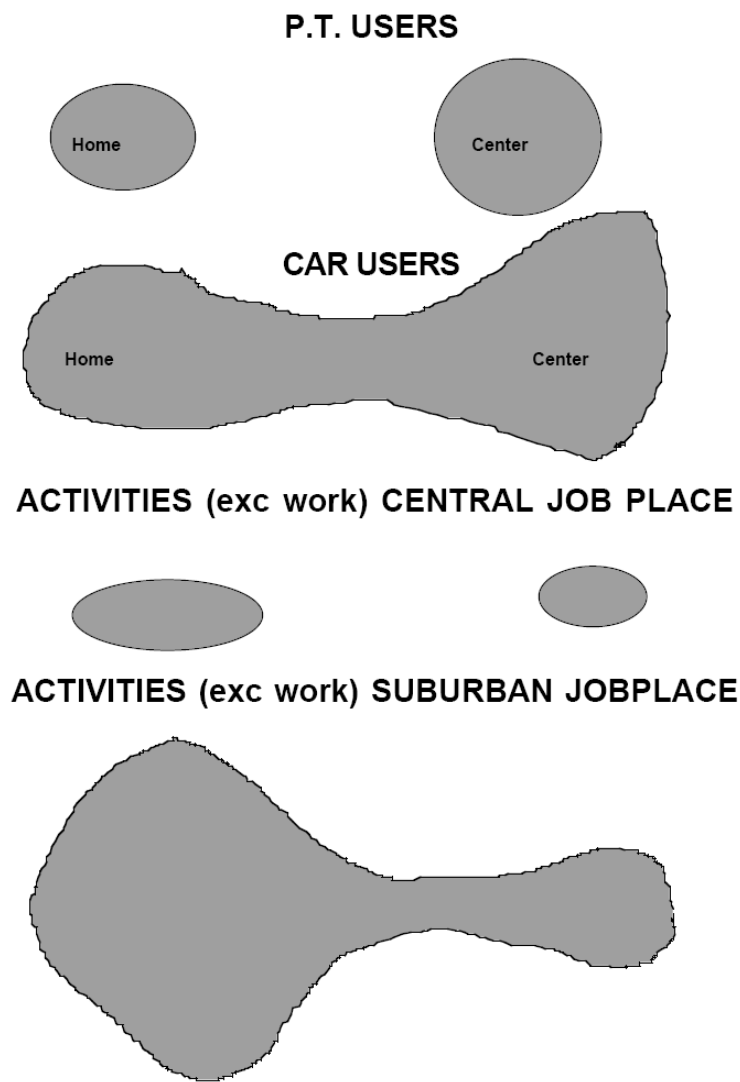 P.T. USERS
Home Center
CAR USERS
Home Center
ACTIVITIES (exc work) CENTRAL JOB PLACE
ACTIVITIES (exc work) SUBURBAN JOBPLACE